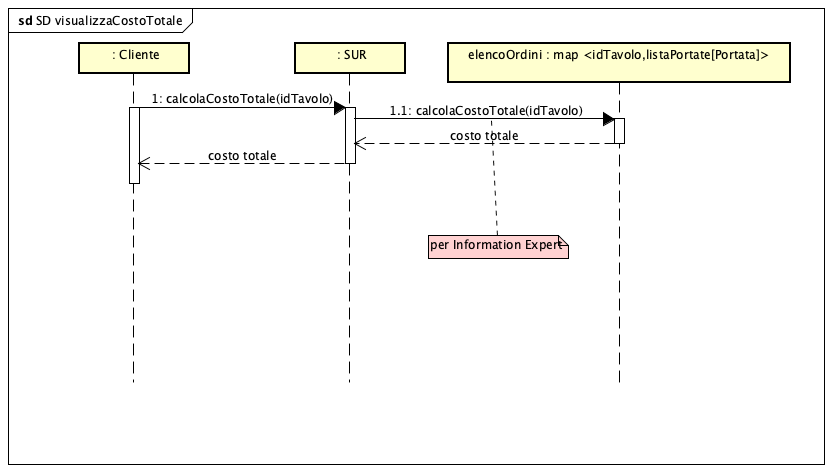 sd SD visualizzaCostoTotale
: Cliente
: SUR
elencoOrdini : map <idTavolo,listaPortate[Portata]>
1: calcolaCostoTotale(idTavolo)
1.1: calcolaCostoTotale(idTavolo)
costo totale
costo totale
per Information Expert